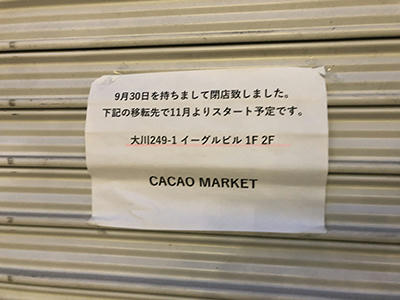 9月30日を持ちまして閉店致しました。
下記の移転先で11月よりスタート予定です。
大川249-1 イーグルビル 1F 2F
CACAO MARKET